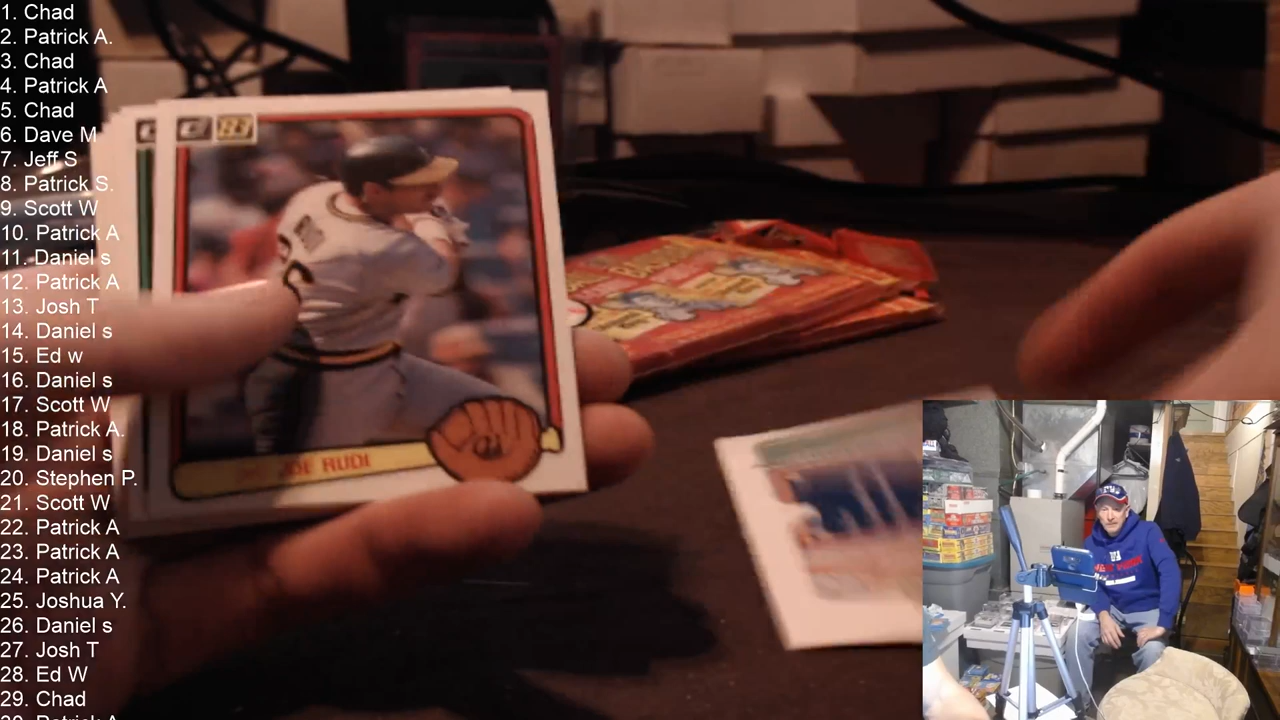 1. Chad
2. Patrick A.
3. Chad
4. Patrick A
5. Chad
6. Dave M
7. Jeff S
8. Patrick S.
9. Scott W
10. Patrick A
11. Daniel s
12. Patrick A
13. Josh T
14. Daniel s
15. Ed w
16. Daniel s
17. Scott W
18. Patrick A.
19. Daniel s
20. Stephen P.
21. Scott W
22. Patrick A
23. Patrick A
24. Patrick A
25. Joshua Y.
26. Daniel s
27. Josh T
28. Ed W
29. Chad
30. Patrick A
83
JOE RUDI